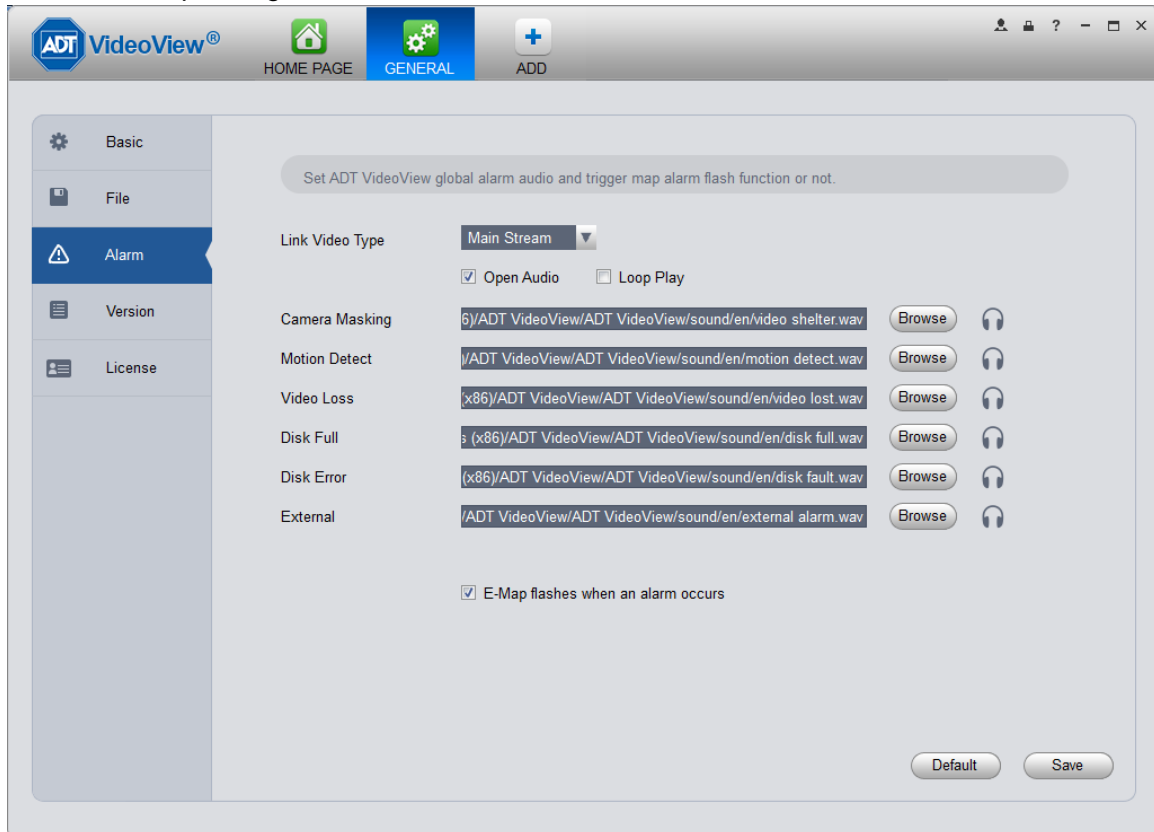 ADT VideoView®
HOME PAGE
GENERAL
ADD
Basic
File
Alarm
Version
License
Set ADT VideoView global alarm audio and trigger map alarm flash function or not.
Link Video Type Main Stream
Open Audio Loop Play
Camera Masking 6)/ADT VideoView/ADT VideoView/sound/en/video shelter.wav Browse
Motion Detect )/ADT VideoView/ADT VideoView/sound/en/motion detect.wav Browse
Video Loss (x86)/ADT VideoView/ADT VideoView/sound/en/video lost.wav Browse
Disk Full s (x86)/ADT VideoView/ADT VideoView/sound/en/disk full.wav Browse
Disk Error (x86)/ADT VideoView/ADT VideoView/sound/en/disk fault.wav Browse
External /ADT VideoView/ADT VideoView/sound/en/external alarm.wav Browse
E-Map flashes when an alarm occurs
Default Save